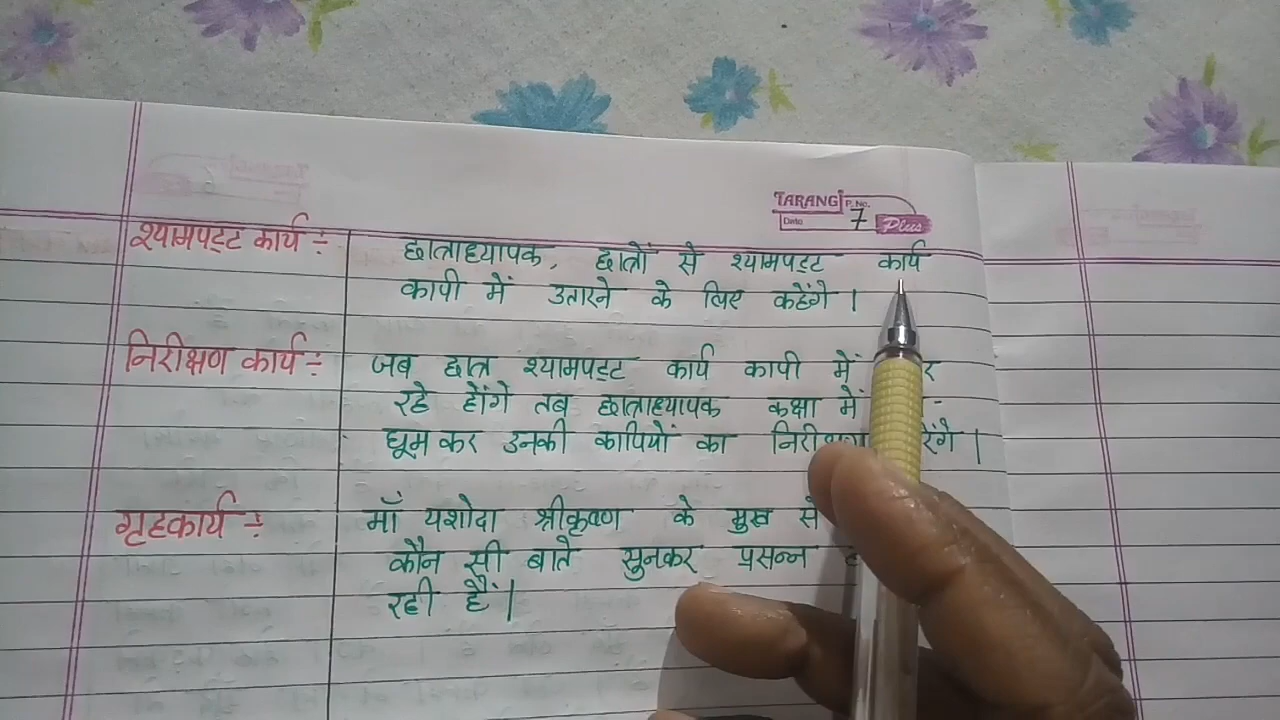 TARANG P. No. 7
Date Plus
श्यामपट्ट कार्य ÷ छात्राध्यापक, छात्रों से श्यामपट्ट कार्य
कापी में उतारने के लिए कहेंगे ।
निरीक्षण कार्य ÷ जब छात्र श्यामपट्ट कार्य कापी में
रहे होंगे तब छात्राध्यापक कक्षा में
घूमकर उनकी कापियों का
गृहकार्य ÷ माँ यशोदा श्रीकृष्ण के मुख से
कौन सी बाते सुनकर प्रसन्न
रही हैं।